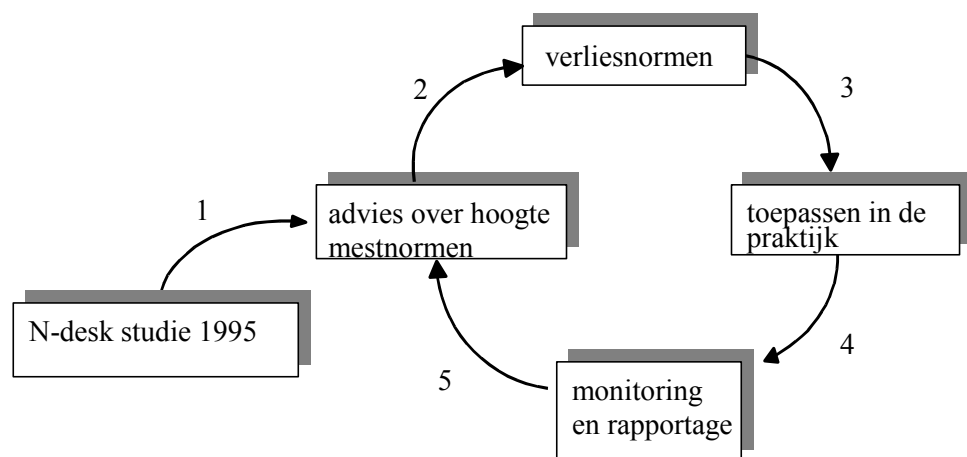 verliesnormen
2
3
advies over hoogte
mestnormen
toepassen in de
praktijk
1
N-desk studie 1995
4
5
monitoring
en rapportage